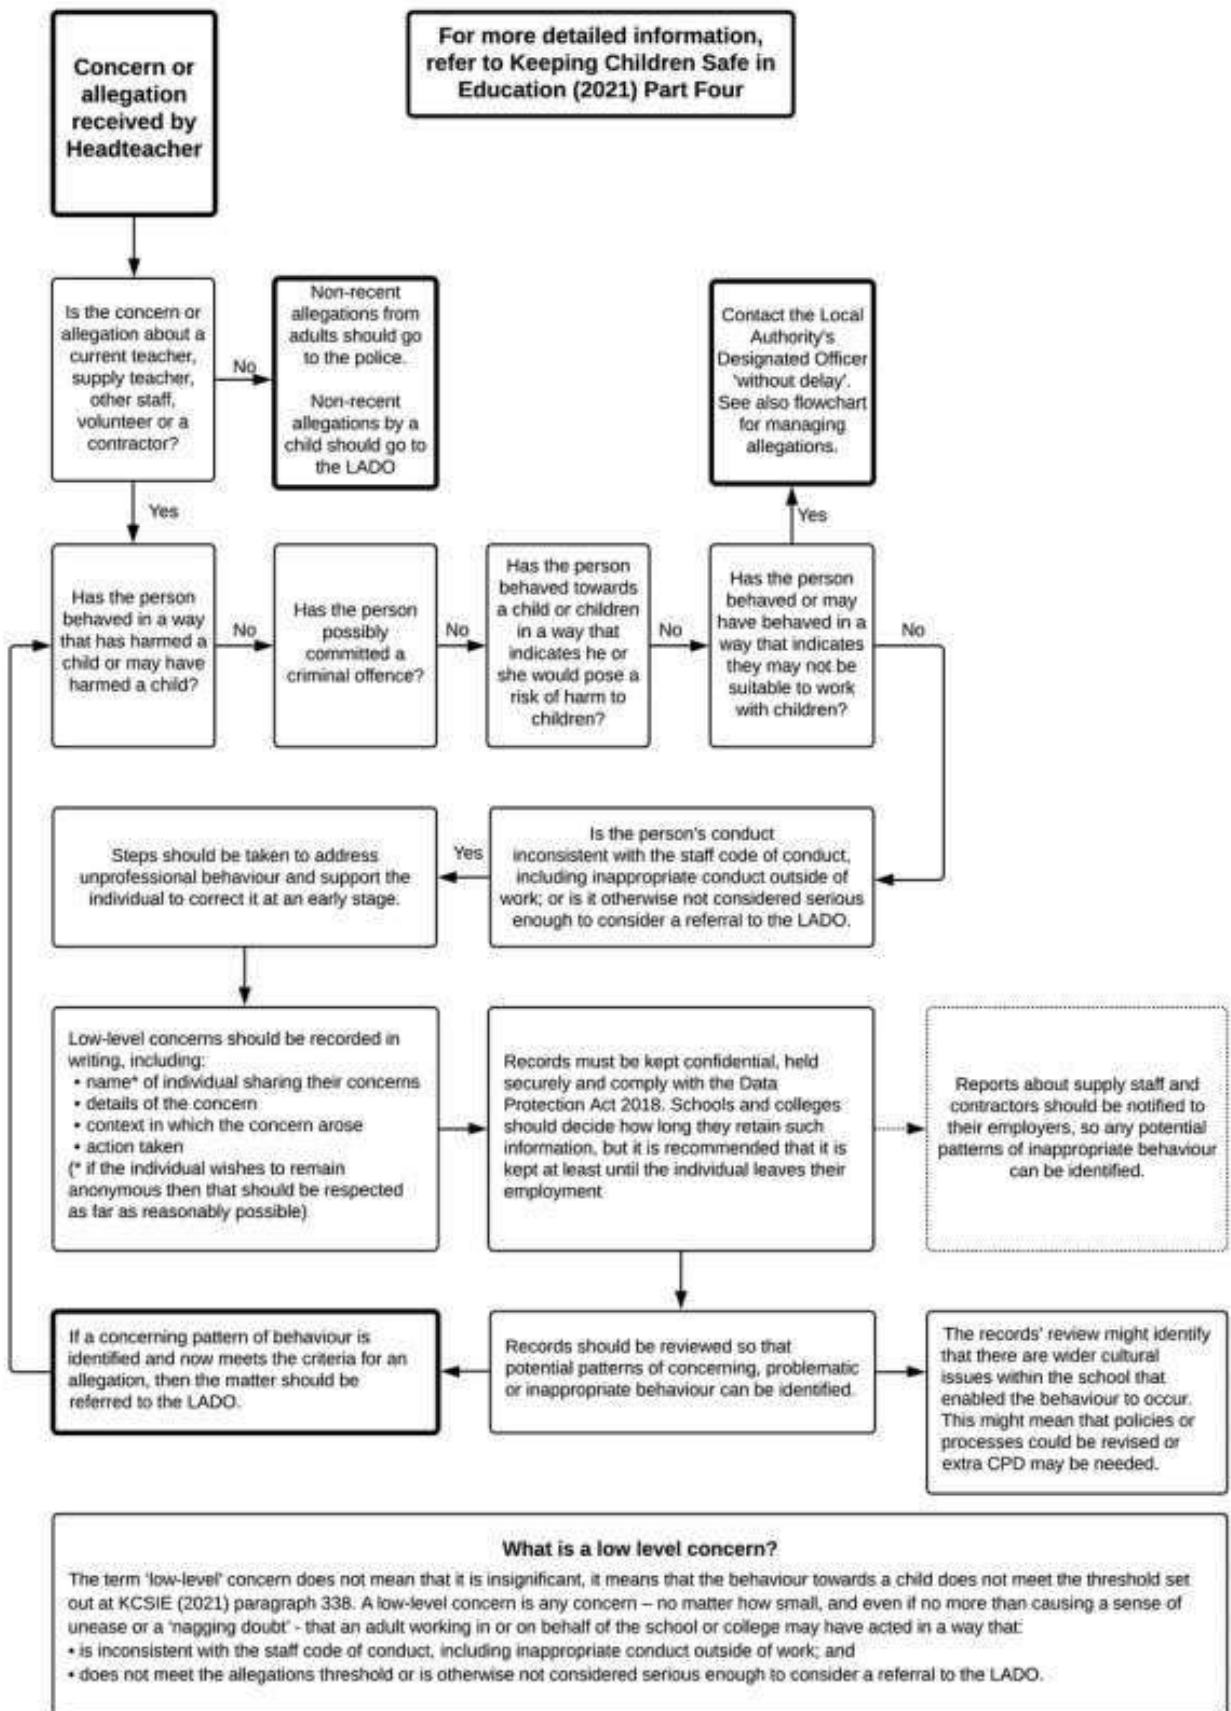 Concern or
allegation
received by
Headteacher
For more detailed information,
refer to Keeping Children Safe in
Education (2021) Part Four
Is the concern or
allegation about a
current teacher,
supply teacher,
other staff,
volunteer or a
contractor?
No
Non-recent
allegations from
adults should go
to the police.
Non-recent
allegations by a
child should go to
the LADO
Contact the Local
Authority's
Designated Officer
'without delay'.
See also flowchart
for managing
allegations.
Yes
Yes
Has the person
behaved in a way
that has harmed a
child or may have
harmed a child?
No
Has the person
possibly
committed a
criminal offence?
No
Has the person
behaved towards
a child or children
in a way that
indicates he or
she would pose a
risk of harm to
children?
No
Has the person
behaved or may
have behaved in a
way that indicates
they may not be
suitable to work
with children?
No
Steps should be taken to address
unprofessional behaviour and support the
individual to correct it at an early stage.
Yes
Is the person's conduct
inconsistent with the staff code of conduct,
including inappropriate conduct outside of
work; or is it otherwise not considered serious
enough to consider a referral to the LADO.
Low-level concerns should be recorded in
writing, including:
• name* of individual sharing their concerns
• details of the concern
• context in which the concern arose
• action taken
(* if the individual wishes to remain
anonymous then that should be respected
as far as reasonably possible)
Records must be kept confidential, held
securely and comply with the Data
Protection Act 2018. Schools and colleges
should decide how long they retain such
information, but it is recommended that it is
kept at least until the individual leaves their
employment
Reports about supply staff and
contractors should be notified to
their employers, so any potential
patterns of inappropriate behaviour
can be identified.
If a concerning pattern of behaviour is
identified and now meets the criteria for an
allegation, then the matter should be
referred to the LADO.
Records should be reviewed so that
potential patterns of concerning, problematic
or inappropriate behaviour can be identified.
The records' review might identify
that there are wider cultural
issues within the school that
enabled the behaviour to occur.
This might mean that policies or
processes could be revised or
extra CPD may be needed.
What is a low level concern?
The term 'low-level' concern does not mean that it is insignificant, it means that the behaviour towards a child does not meet the threshold set
out at KCSIE (2021) paragraph 338. A low-level concern is any concern – no matter how small, and even if no more than causing a sense of
unease or a 'nagging doubt' - that an adult working in or on behalf of the school or college may have acted in a way that:
• is inconsistent with the staff code of conduct, including inappropriate conduct outside of work; and
• does not meet the allegations threshold or is otherwise not considered serious enough to consider a referral to the LADO.